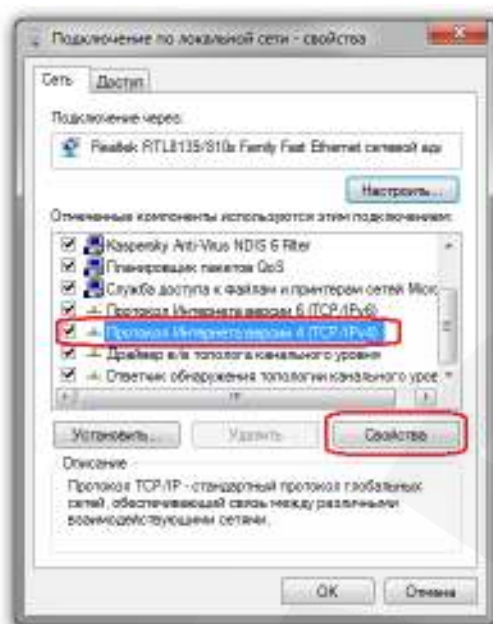 Подключение по локальной сети - свойства
Сеть Доступ
Подключение через:
Realtek RTL8139/810x Family Fast Ethernet сетевой ада
Настроить...
Отмеченные компоненты используются этим подключением:
Kaspersky Anti-Virus NDIS 6 Filter
Планировщик пакетов QoS
Служба доступа к файлам и принтерам сетей Micro
Протокол Интернета версии 6 (TCP/IPv6)
Протокол Интернета версии 4 (TCP/IPv4)
Драйвер в/в тополога канального уровня
Ответчик обнаружения топологии канального уров
Установить... Удалить Свойства
Описание
Протокол TCP/IP - стандартный протокол глобальных
сетей, обеспечивающий связь между различными
взаимодействующими сетями.
OK Отмена